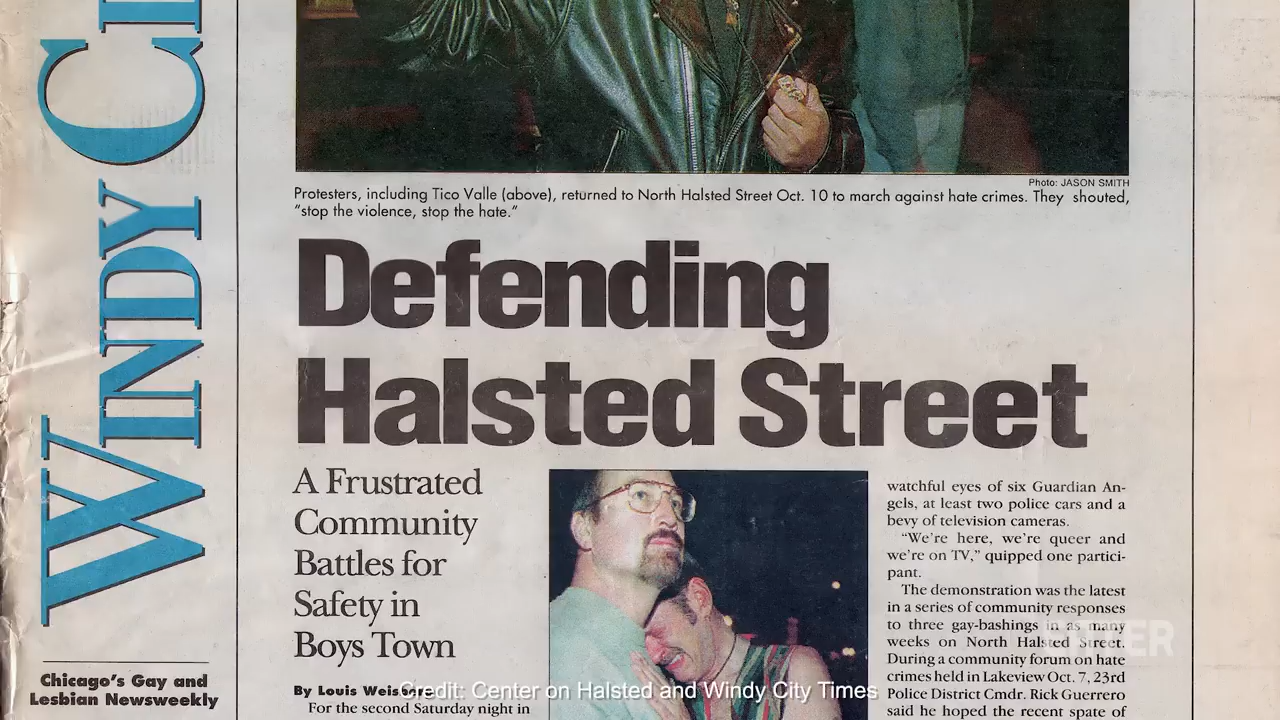 WINDY
Chicago's Gay and
Lesbian Newsweekly
Photo: JASON SMITH
Protesters, including Tico Valle (above), returned to North Halsted Street Oct. 10 to march against hate crimes. They shouted,
"stop the violence, stop the hate."
Defending
Halsted Street
A Frustrated
Community
Battles for
Safety in
Boys Town
By Louis
For the second Saturday night in
watchful eyes of six Guardian An-
gels, at least two police cars and a
bevy of television cameras.
"We're here, we're queer and
we're on TV," quipped one partici-
pant.
The demonstration was the latest
in a series of community responses
to three gay-bashings in as many
weeks on North Halsted Street.
During a community forum on hate
crimes held in Lakeview Oct. 7, 23rd
Police District Cmdr. Rick Guerrero
said he hoped the recent spate of
Credit: Center on Halsted and Windy City Times